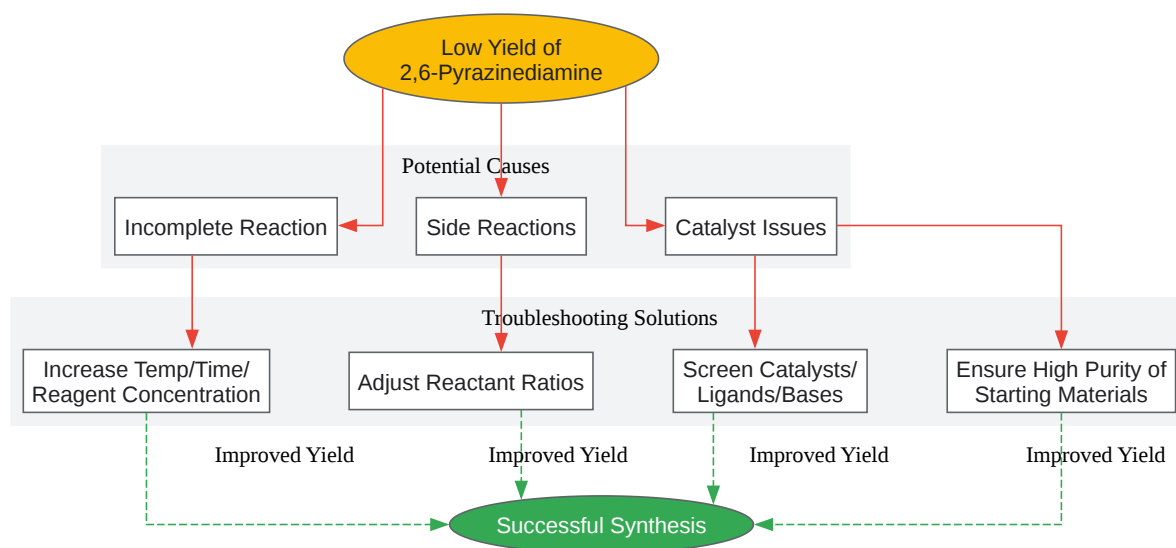 Low Yield of
2,6-Pyrazinediamine
Potential Causes
Incomplete Reaction
Side Reactions
Catalyst Issues
Troubleshooting Solutions
Increase Temp/Time/
Reagent Concentration
Adjust Reactant Ratios
Screen Catalysts/
Ligands/Bases
Ensure High Purity of
Starting Materials
Improved Yield
Improved Yield
Improved Yield
Improved Yield
Successful Synthesis